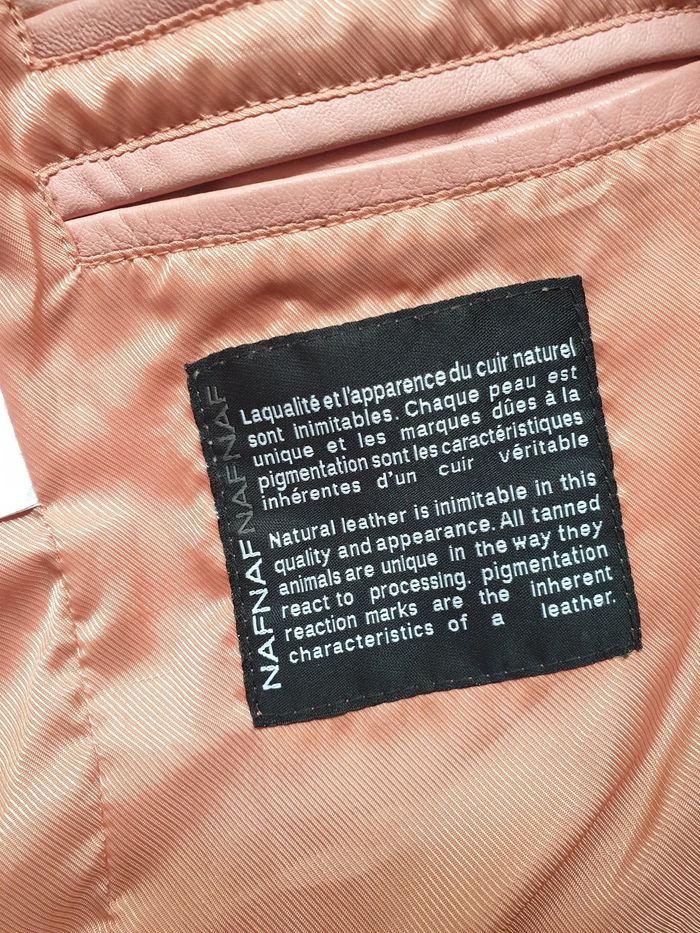 Laqualité et l'apparence du cuir naturel
sont inimitables. Chaque peau est
unique et les marques dûes à la
pigmentation sont les caractéristiques
inhérentes d'un cuir véritable
Natural leather is inimitable in this
quality and appearance. All tanned
animals are unique in the way they
react to processing. pigmentation
reaction marks are the inherent
characteristics of a leather.
NAFNAFNAFNAF